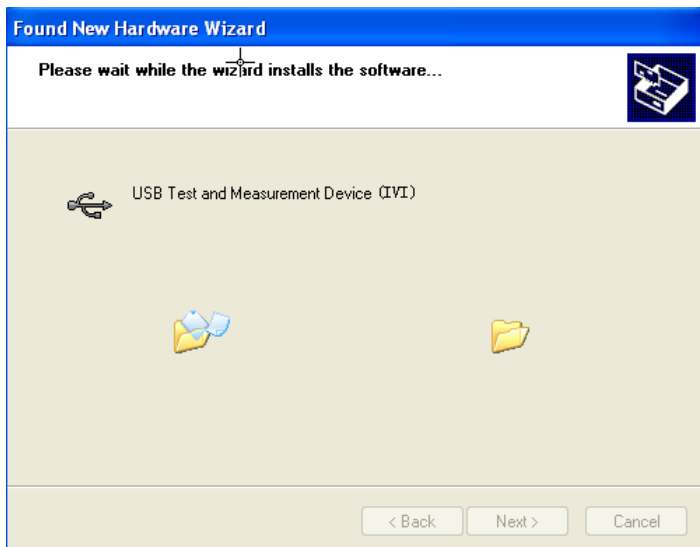 Found New Hardware Wizard
Please wait while the wizard installs the software...
USB Test and Measurement Device (IVI)
< Back
Next >
Cancel